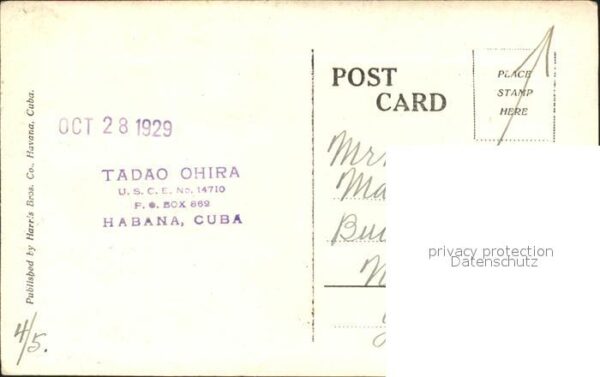 Published by Harris Bros. Co., Havana, Cuba.
OCT 28 1929
TADAO OHIRA
U. S. C. E. No. 14710
P. O. BOX 869
HABANA, CUBA
4/5.
POST
CARD
PLACE
STAMP
HERE
privacy protection
Datenschutz